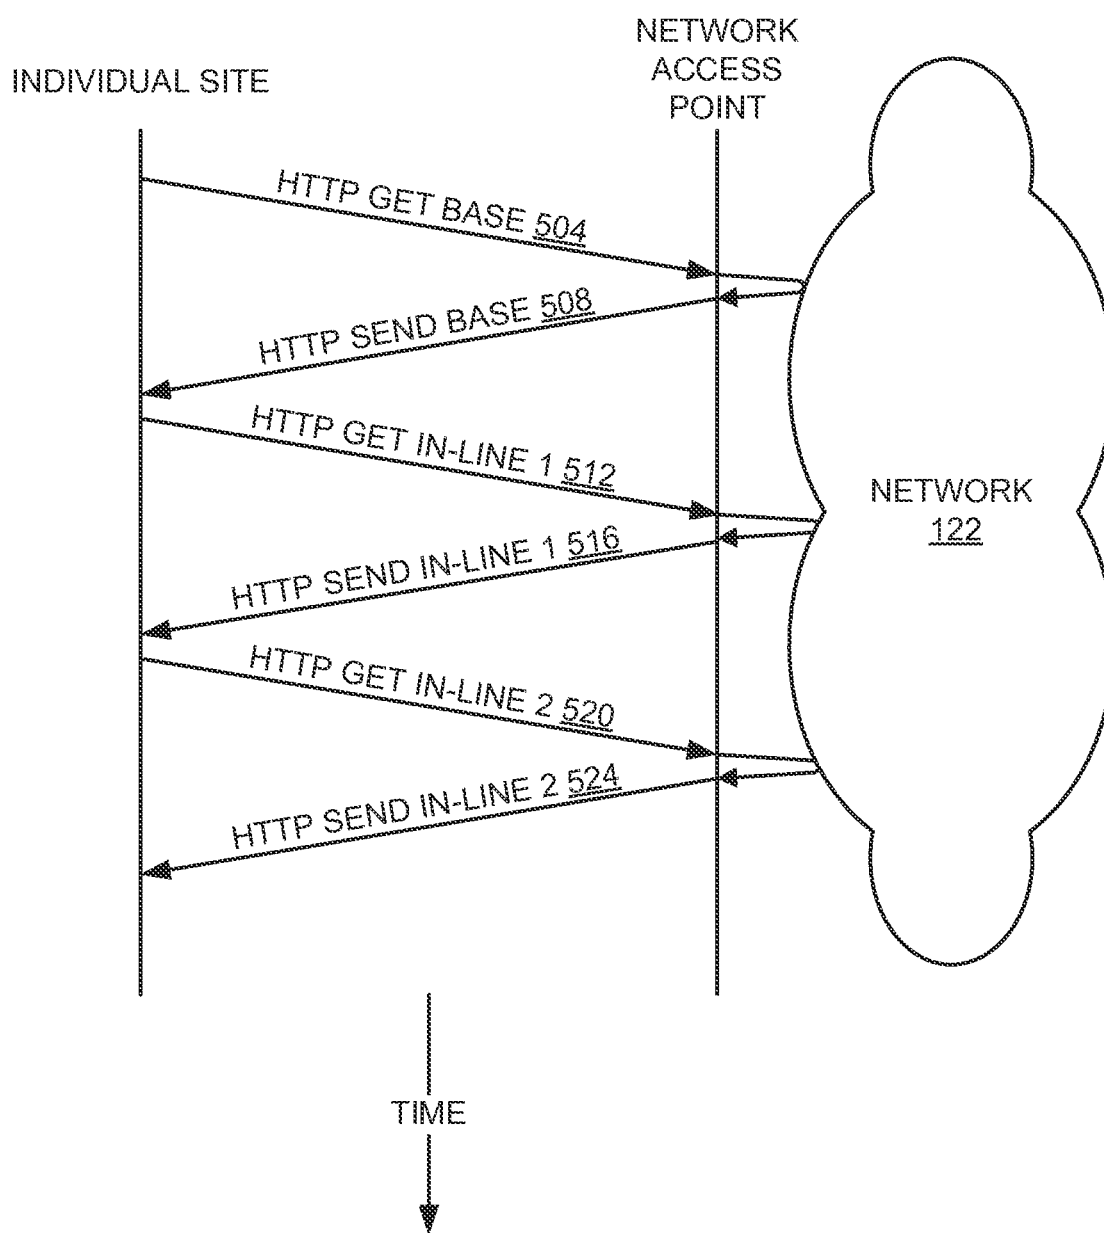 NETWORK
ACCESS
POINT
INDIVIDUAL SITE
HTTP GET BASE 504
HTTP SEND BASE 508
HTTP GET IN-LINE 1 512
NETWORK
122
HTTP SEND IN-LINE 1 516
HTTP GET IN-LINE 2 520
HTTP SEND IN-LINE 2 524
TIME